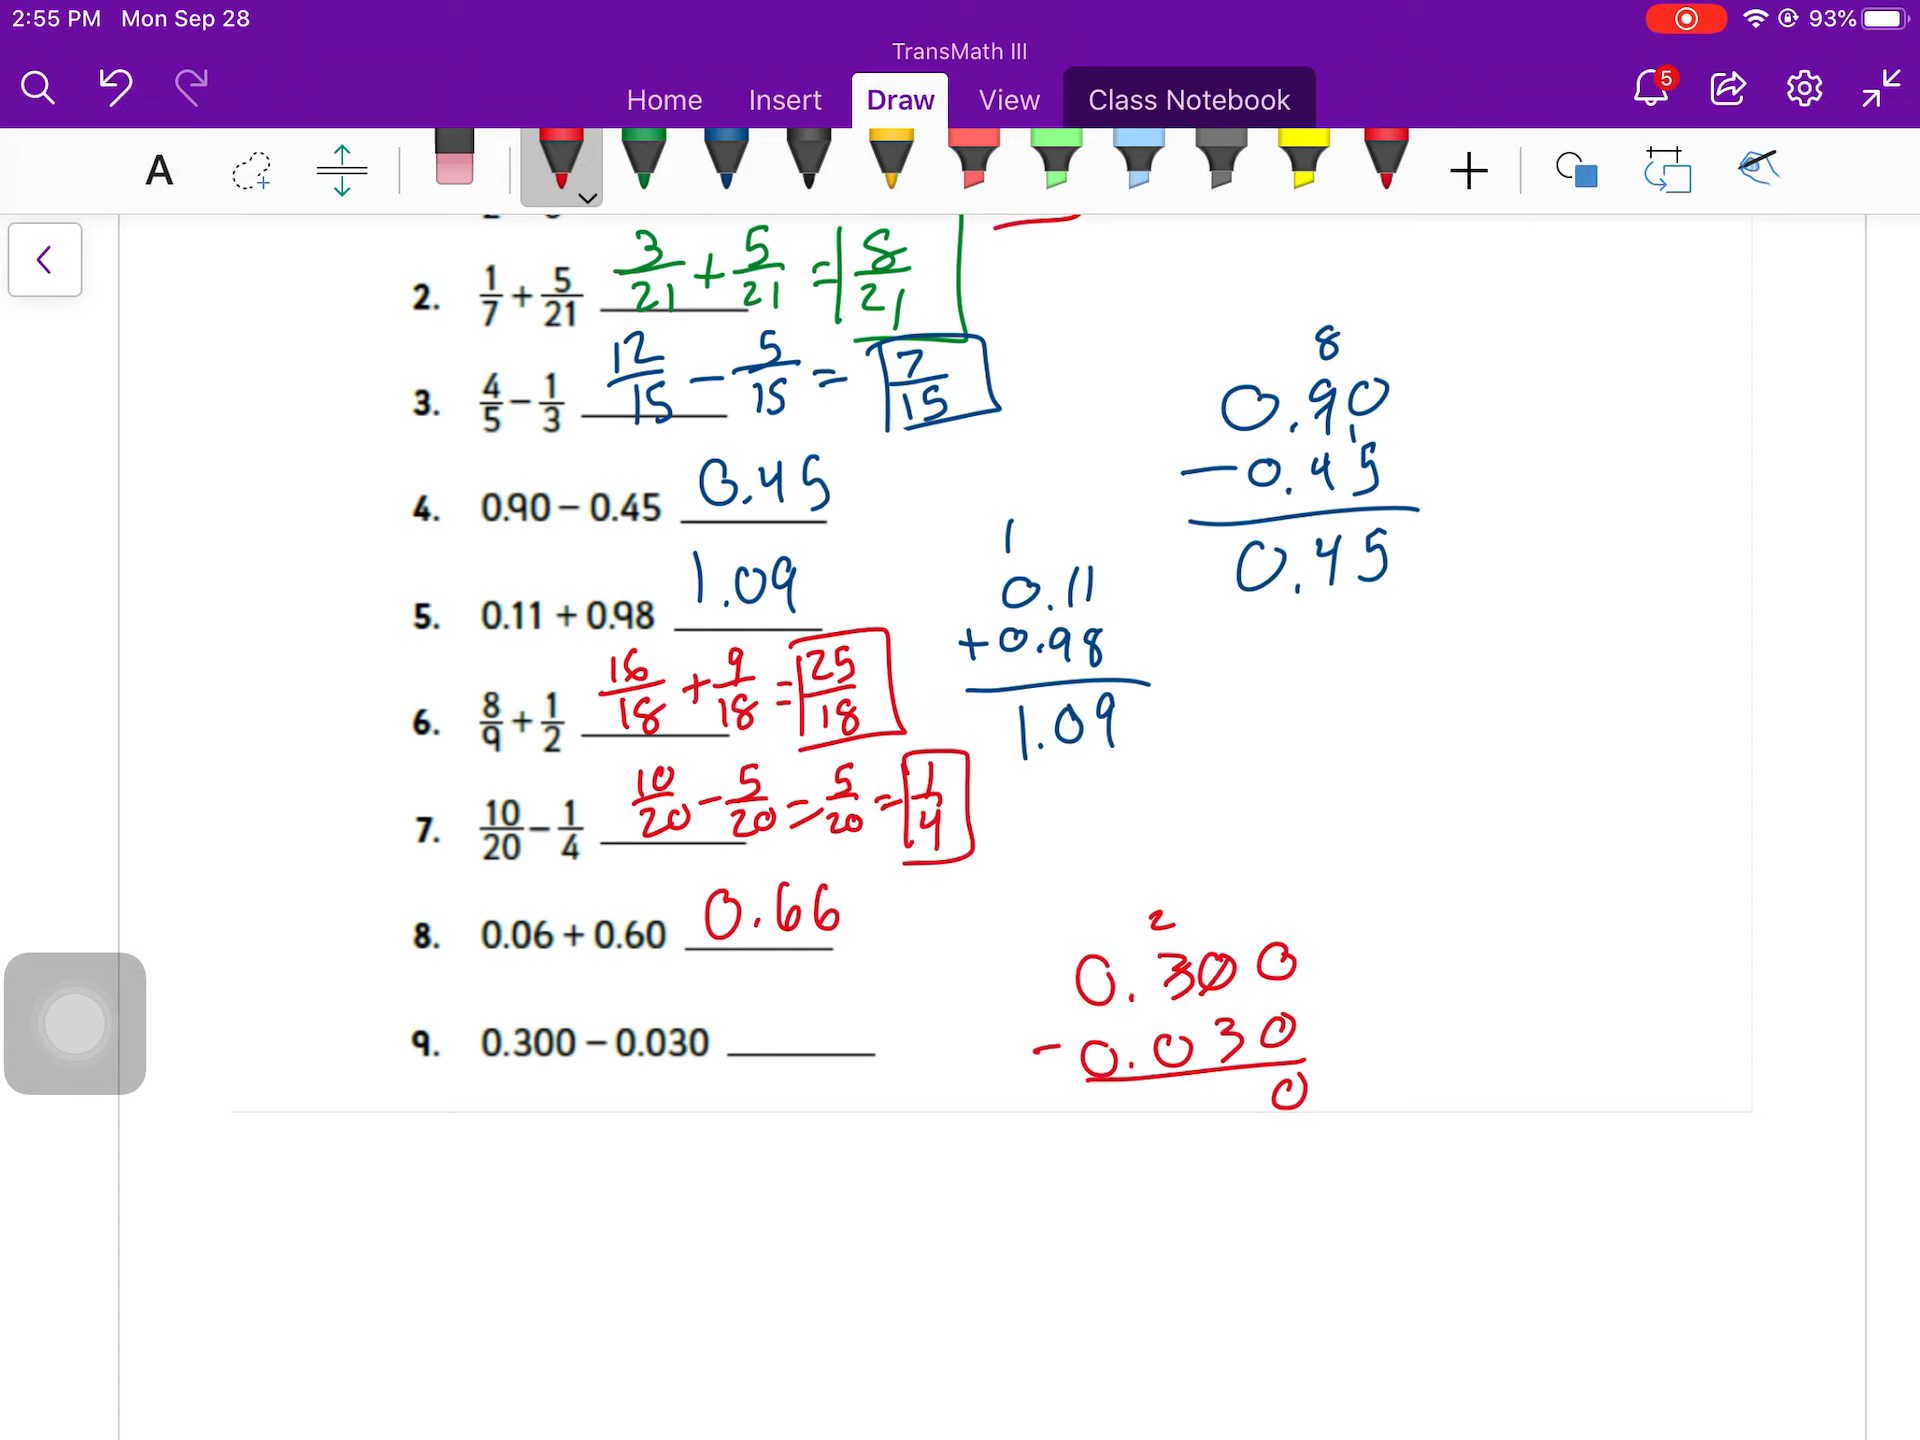 2:55 PM Mon Sep 28 93%
TransMath III
Home Insert Draw View Class Notebook 5
A
2. 1/7 + 5/21 3/21 + 5/21 = 8/21
3. 4/5 − 1/3 12/15 − 5/15 = 7/15
4. 0.90 − 0.45 0.45
5. 0.11 + 0.98 1.09
6. 8/9 + 1/2 16/18 + 9/18 = 25/18
7. 10/20 − 1/4 10/20 − 5/20 = 5/20 = 1/4
8. 0.06 + 0.60 0.66
9. 0.300 − 0.030
8
0.90
1
− 0.45
0.45
1
0.11
+ 0.98
1.09
2
0.300
- 0.030
0